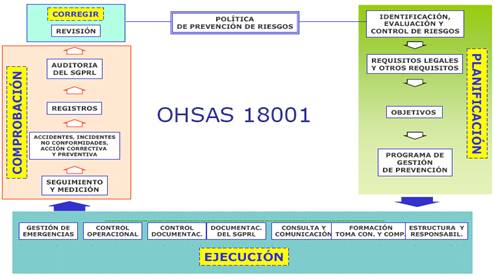 CORREGIR
REVISIÓN
POLÍTICA
DE PREVENCIÓN DE RIESGOS
IDENTIFICACIÓN,
EVALUACIÓN Y
CONTROL DE RIESGOS
REQUISITOS LEGALES
Y OTROS REQUISITOS
OBJETIVOS
PROGRAMA DE
GESTIÓN
DE PREVENCIÓN
PLANIFICACIÓN
OHSAS 18001
COMPROBACIÓN
AUDITORIA
DEL SGPRL
REGISTROS
ACCIDENTES, INCIDENTES
NO CONFORMIDADES,
ACCIÓN CORRECTIVA
Y PREVENTIVA
SEGUIMIENTO
Y MEDICIÓN
GESTIÓN DE
EMERGENCIAS
CONTROL
OPERACIONAL
CONTROL
DOCUMENTAC.
DOCUMENTAC.
DEL SGPRL
CONSULTA Y
COMUNICACIÓN
FORMACIÓN
TOMA CON. Y COMP.
ESTRUCTURA Y
RESPONSABIL.
EJECUCIÓN